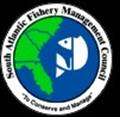 South Atlantic Fishery Management Council
"To Conserve and Manage"